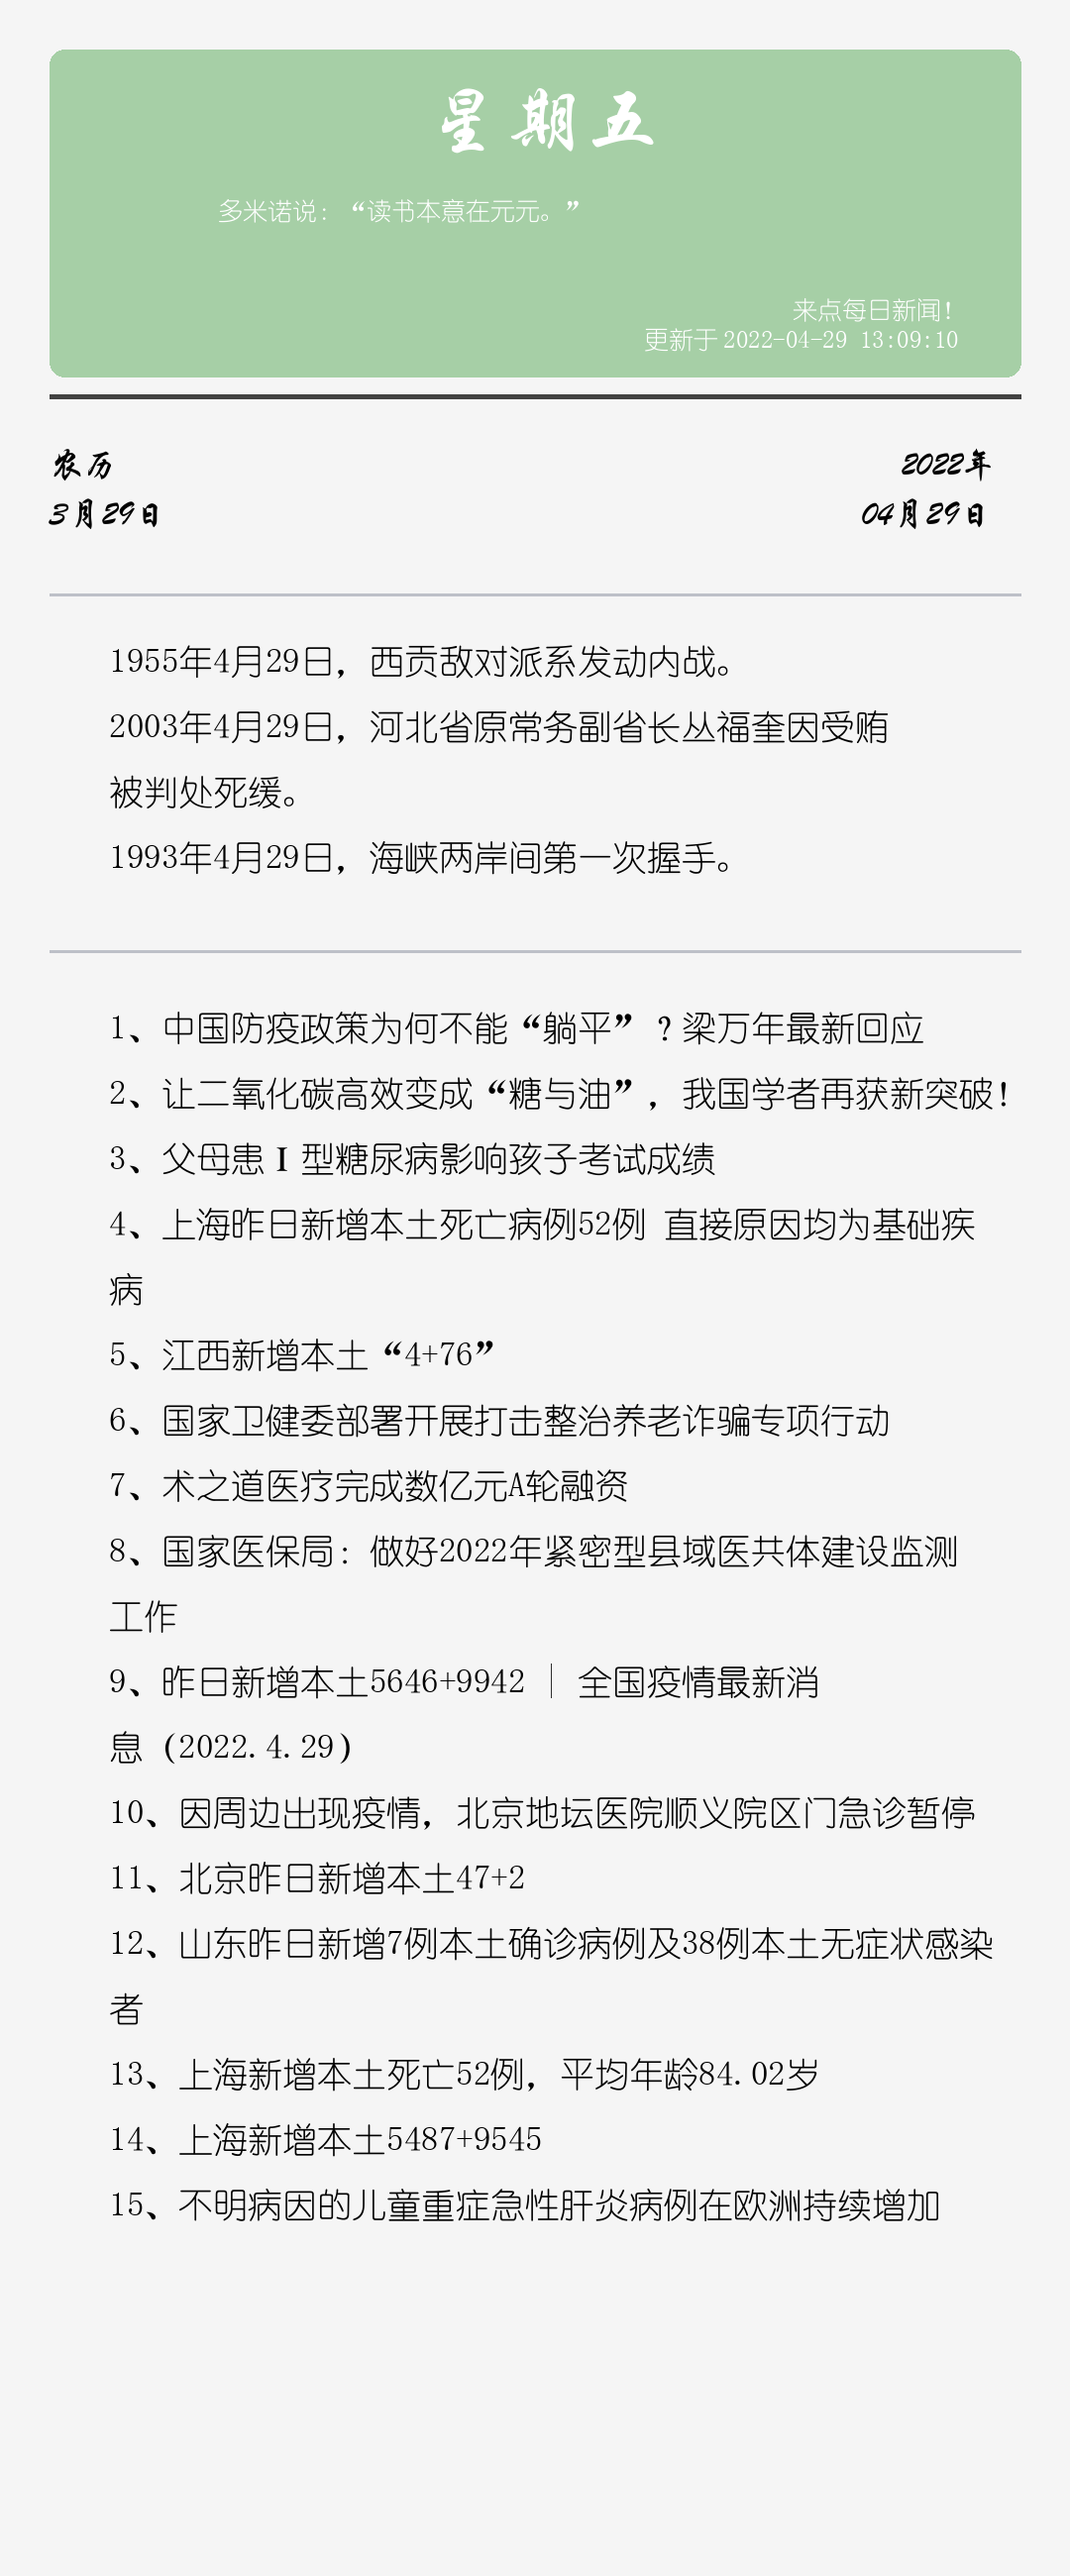 星期五
多米诺说：“读书本意在元元。”
来点每日新闻！
更新于 2022-04-29 13:09:10
农历
2022年
3月29日
04月29日
1955年4月29日，西贡敌对派系发动内战。
2003年4月29日，河北省原常务副省长丛福奎因受贿
被判处死缓。
1993年4月29日，海峡两岸间第一次握手。
1、中国防疫政策为何不能“躺平”？梁万年最新回应
2、让二氧化碳高效变成“糖与油”，我国学者再获新突破！
3、父母患Ⅰ型糖尿病影响孩子考试成绩
4、上海昨日新增本土死亡病例52例 直接原因均为基础疾
病
5、江西新增本土“4+76”
6、国家卫健委部署开展打击整治养老诈骗专项行动
7、术之道医疗完成数亿元A轮融资
8、国家医保局：做好2022年紧密型县域医共体建设监测
工作
9、昨日新增本土5646+9942 │ 全国疫情最新消
息（2022.4.29）
10、因周边出现疫情，北京地坛医院顺义院区门急诊暂停
11、北京昨日新增本土47+2
12、山东昨日新增7例本土确诊病例及38例本土无症状感染
者
13、上海新增本土死亡52例，平均年龄84.02岁
14、上海新增本土5487+9545
15、不明病因的儿童重症急性肝炎病例在欧洲持续增加